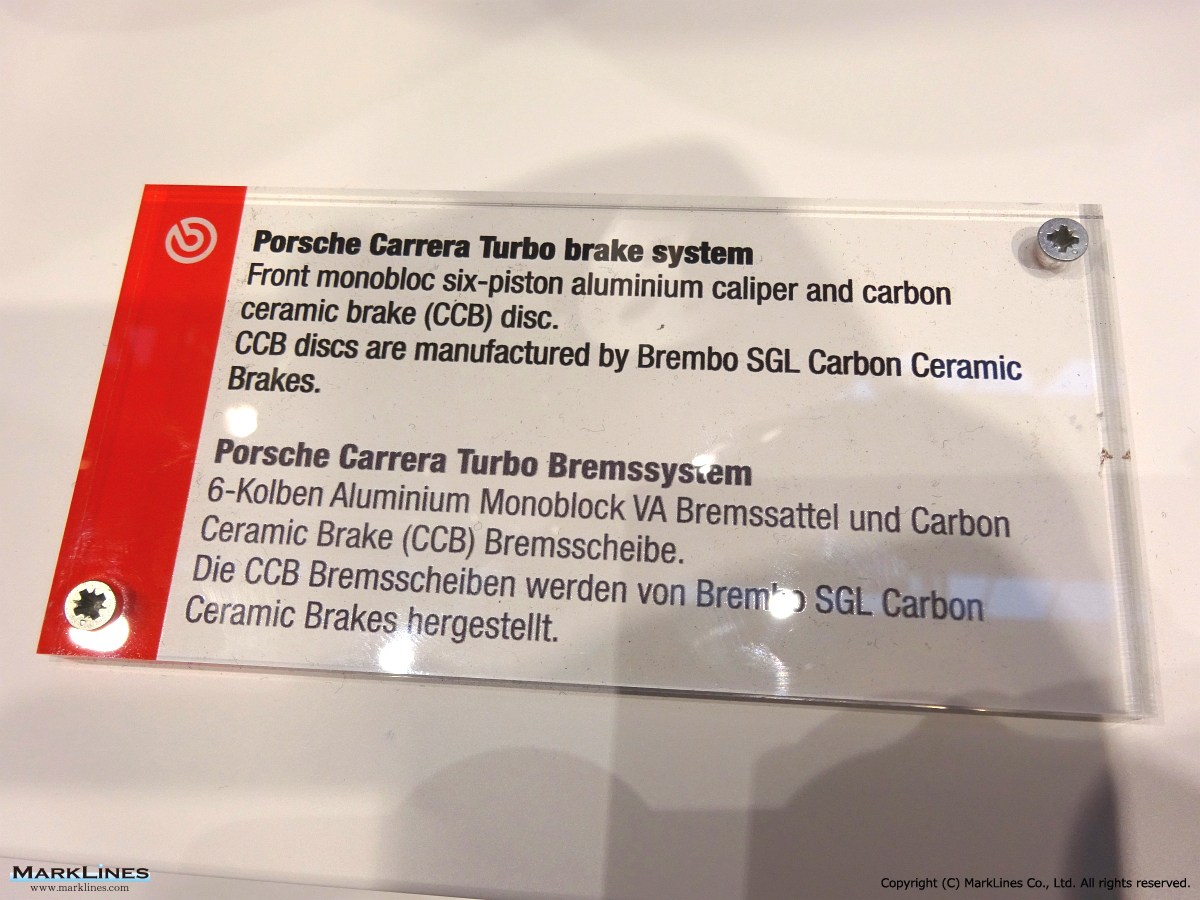 Porsche Carrera Turbo brake system
Front monobloc six-piston aluminium caliper and carbon
ceramic brake (CCB) disc.
CCB discs are manufactured by Brembo SGL Carbon Ceramic
Brakes.
Porsche Carrera Turbo Bremssystem
6-Kolben Aluminium Monoblock VA Bremssattel und Carbon
Ceramic Brake (CCB) Bremsscheibe.
Die CCB Bremsscheiben werden von Brembo SGL Carbon
Ceramic Brakes hergestellt.
MARKLINES
www.marklines.com
Copyright (C) MarkLines Co., Ltd. All rights reserved.